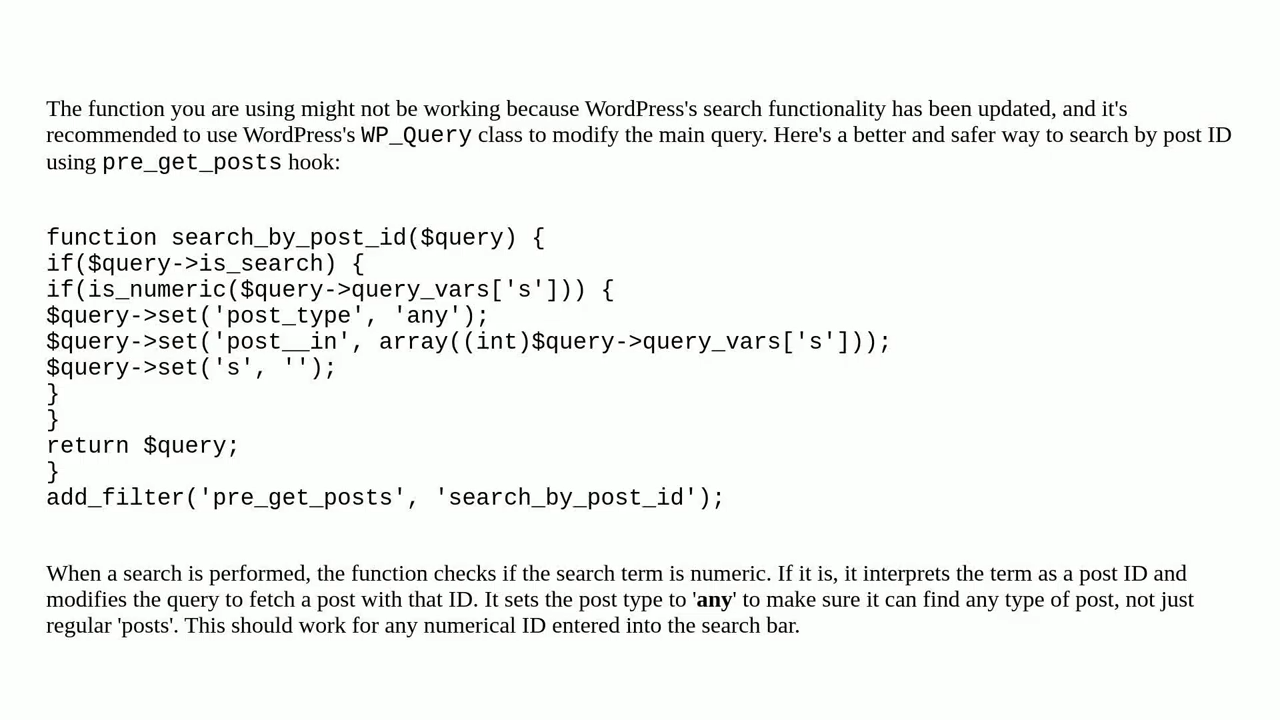 The function you are using might not be working because WordPress's search functionality has been updated, and it's
recommended to use WordPress's WP_Query class to modify the main query. Here's a better and safer way to search by post ID
using pre_get_posts hook:
function search_by_post_id($query) {
if($query->is_search) {
if(is_numeric($query->query_vars['s'])) {
$query->set('post_type', 'any');
$query->set('post__in', array((int)$query->query_vars['s']));
$query->set('s', '');
}
}
return $query;
}
add_filter('pre_get_posts', 'search_by_post_id');
When a search is performed, the function checks if the search term is numeric. If it is, it interprets the term as a post ID and
modifies the query to fetch a post with that ID. It sets the post type to 'any' to make sure it can find any type of post, not just
regular 'posts'. This should work for any numerical ID entered into the search bar.